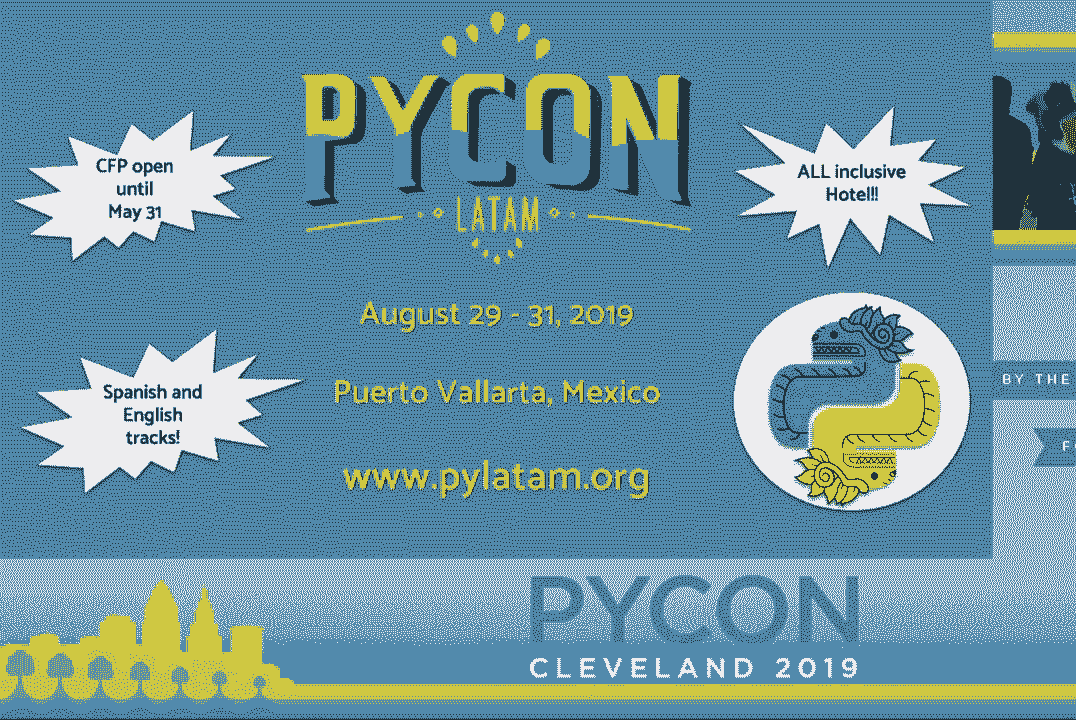 PYCON
LATAM
CFP open
until
May 31
ALL inclusive
Hotel!!
August 29 - 31, 2019
Spanish and
English
tracks!
Puerto Vallarta, Mexico
www.pylatam.org
BY THE
PYCON
CLEVELAND 2019